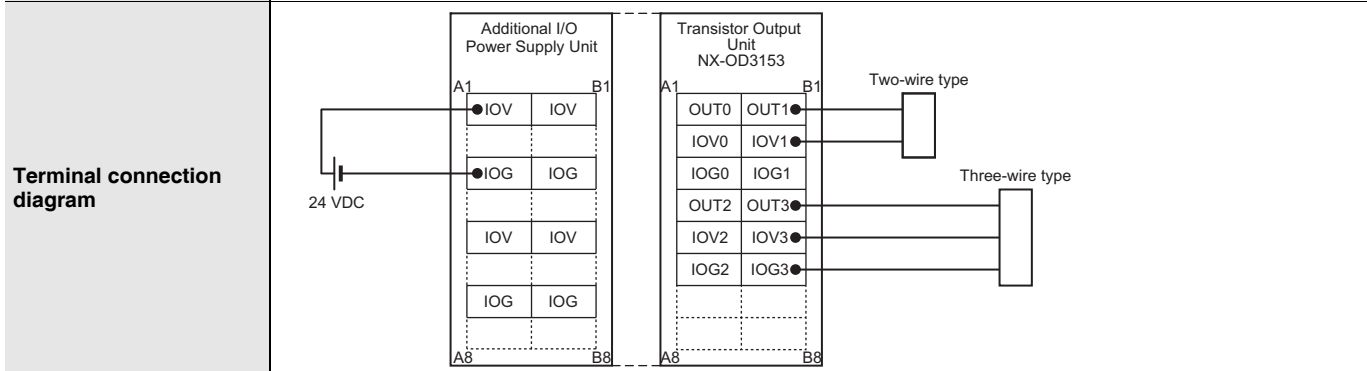 Terminal connection
diagram
24 VDC
Additional I/O
Power Supply Unit
A1 B1
IOV IOV
IOG IOG
IOV IOV
IOG IOG
A8 B8
Transistor Output
Unit
NX-OD3153
A1 B1
OUT0 OUT1
IOV0 IOV1
IOG0 IOG1
OUT2 OUT3
IOV2 IOV3
IOG2 IOG3
A8 B8
Two-wire type
Three-wire type